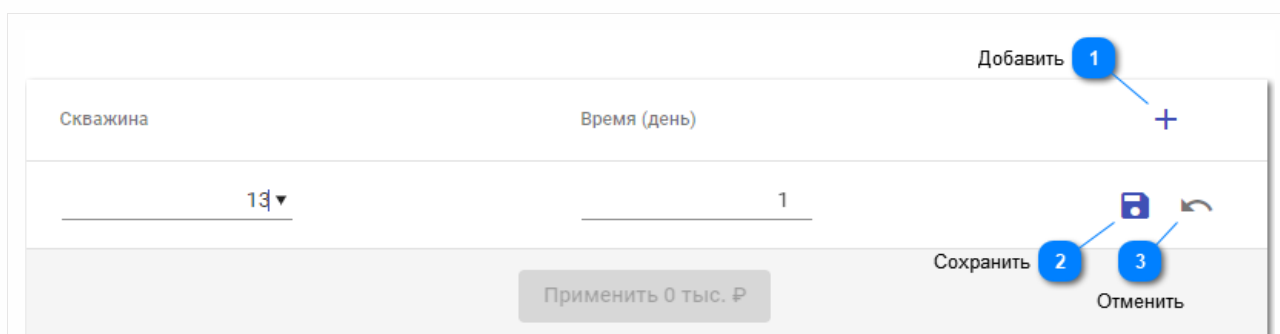 Добавить 1
Скважина Время (день)
13 1
Сохранить 2 3
Применить 0 тыс. ₽
Отменить